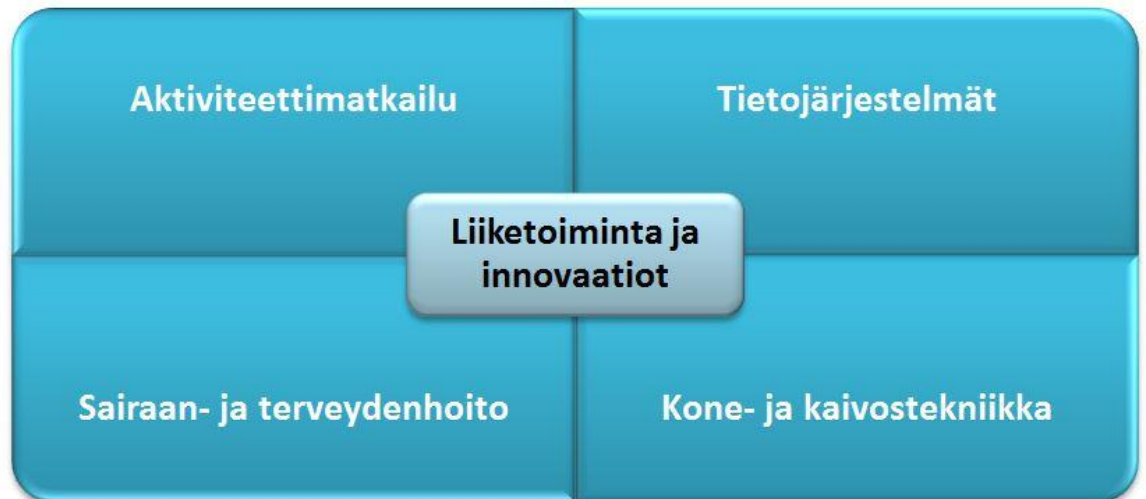 Aktiviteettimatkailu
Tietojärjestelmät
Liiketoiminta ja
innovaatiot
Sairaan- ja terveydenhoito
Kone- ja kaivostekniikka